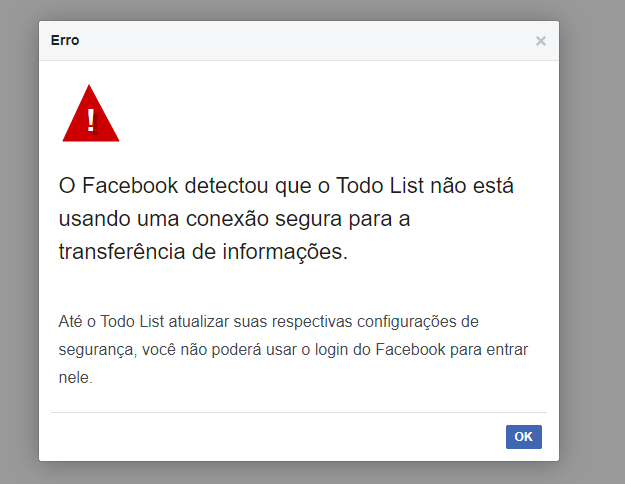 Erro
×
!
O Facebook detectou que o Todo List não está
usando uma conexão segura para a
transferência de informações.
Até o Todo List atualizar suas respectivas configurações de
segurança, você não poderá usar o login do Facebook para entrar
nele.
OK